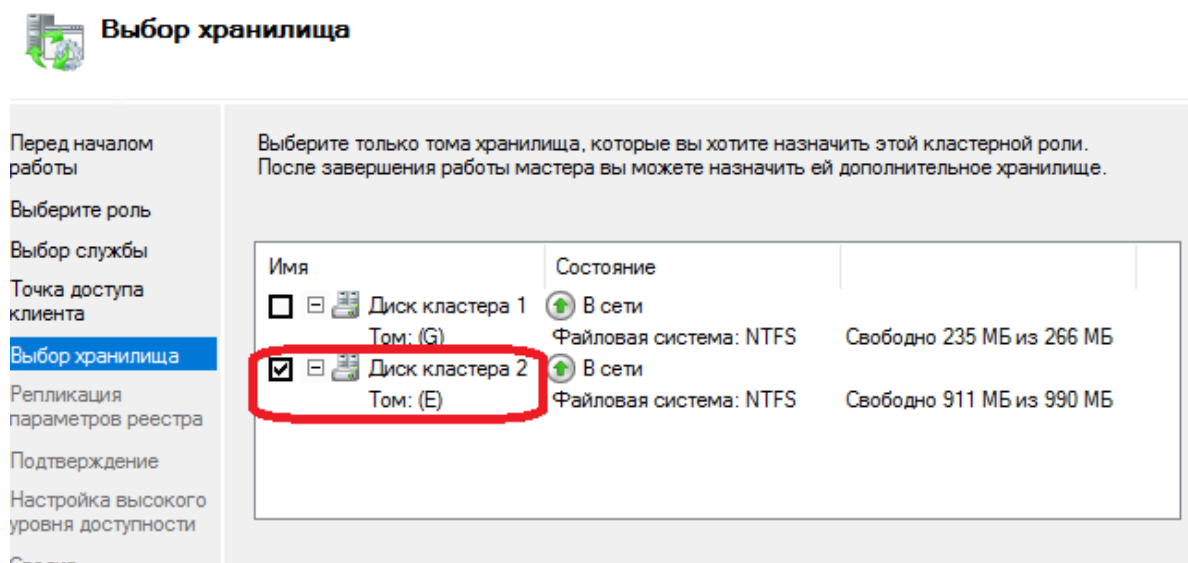 Выбор хранилища
Перед началом
работы
Выберите роль
Выбор службы
Точка доступа
клиента
Выбор хранилища
Репликация
параметров реестра
Подтверждение
Настройка высокого
уровня доступности
Выберите только тома хранилища, которые вы хотите назначить этой кластерной роли.
После завершения работы мастера вы можете назначить ей дополнительное хранилище.
Имя Состояние
Диск кластера 1 В сети
Том: (G) Файловая система: NTFS Свободно 235 МБ из 266 МБ
Диск кластера 2 В сети
Том: (E) Файловая система: NTFS Свободно 911 МБ из 990 МБ